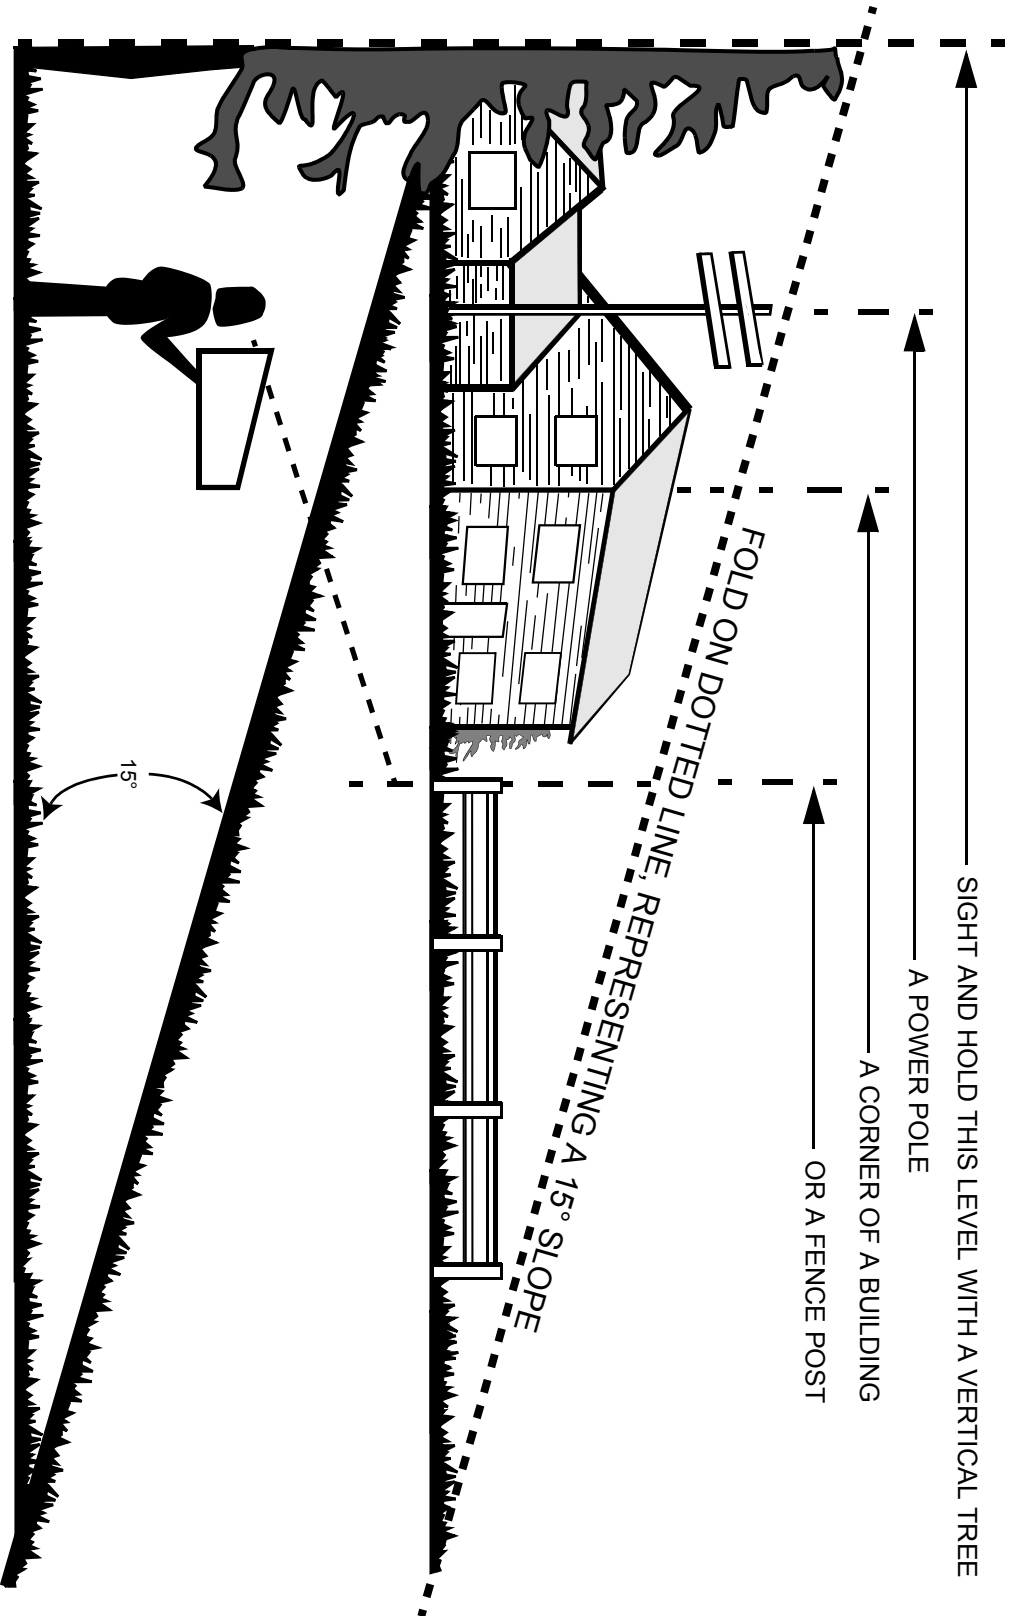 SIGHT AND HOLD THIS LEVEL WITH A VERTICAL TREE
A POWER POLE
A CORNER OF A BUILDING
OR A FENCE POST
FOLD ON DOTTED LINE, REPRESENTING A 15° SLOPE
15°